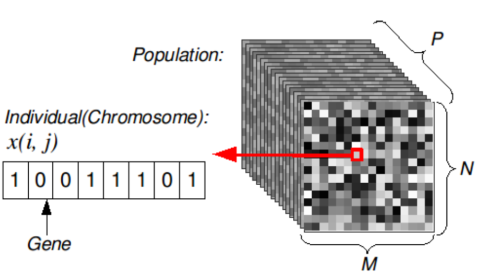 Population:
P
Individual(Chromosome):
x(i, j)
1 0 0 1 1 1 0 1
N
Gene
M